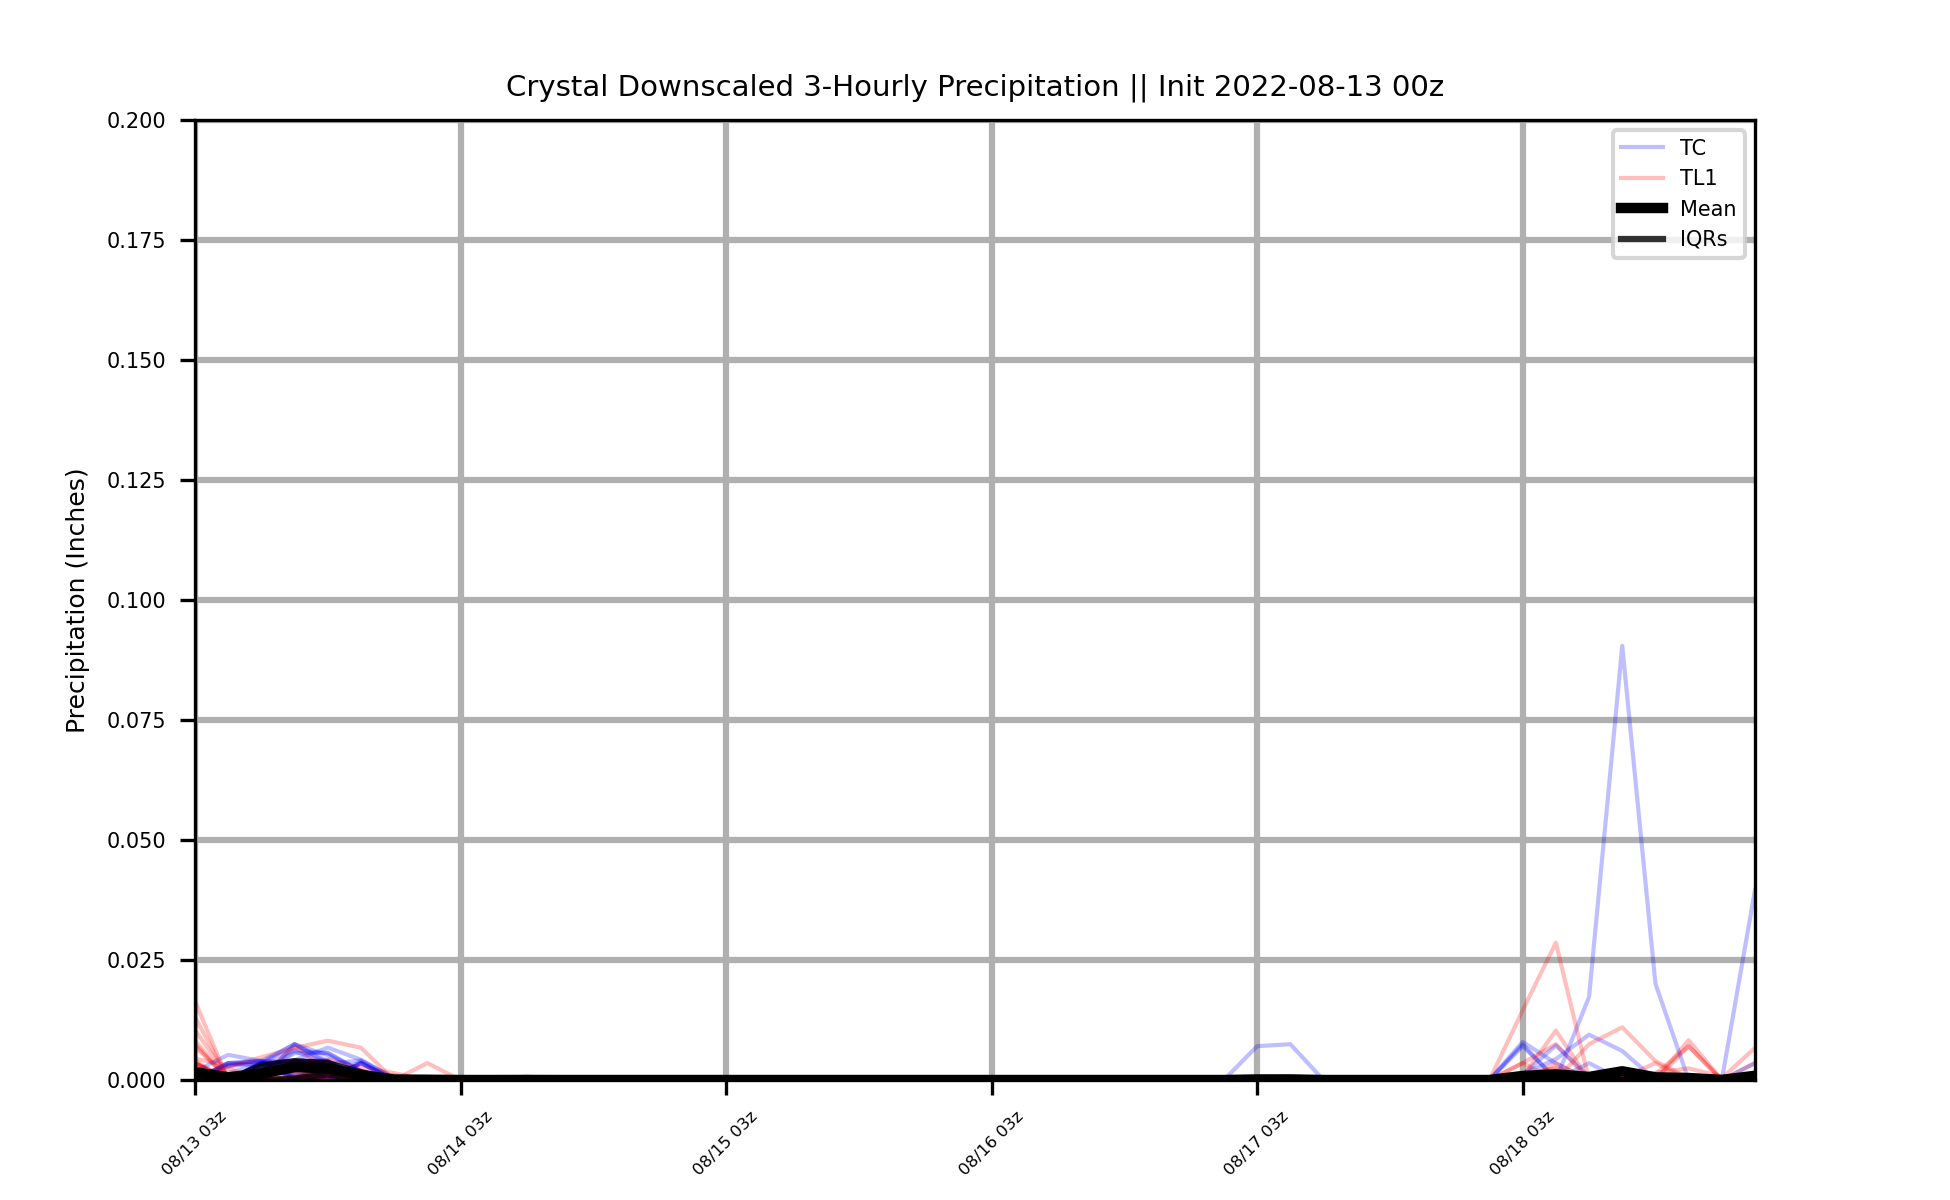 Crystal Downscaled 3-Hourly Precipitation || Init 2022-08-13 00z
TC
TL1
Mean
IQRs
Precipitation (Inches)
0.200
0.175
0.150
0.125
0.100
0.075
0.050
0.025
0.000
08/13 03z
08/14 03z
08/15 03z
08/16 03z
08/17 03z
08/18 03z